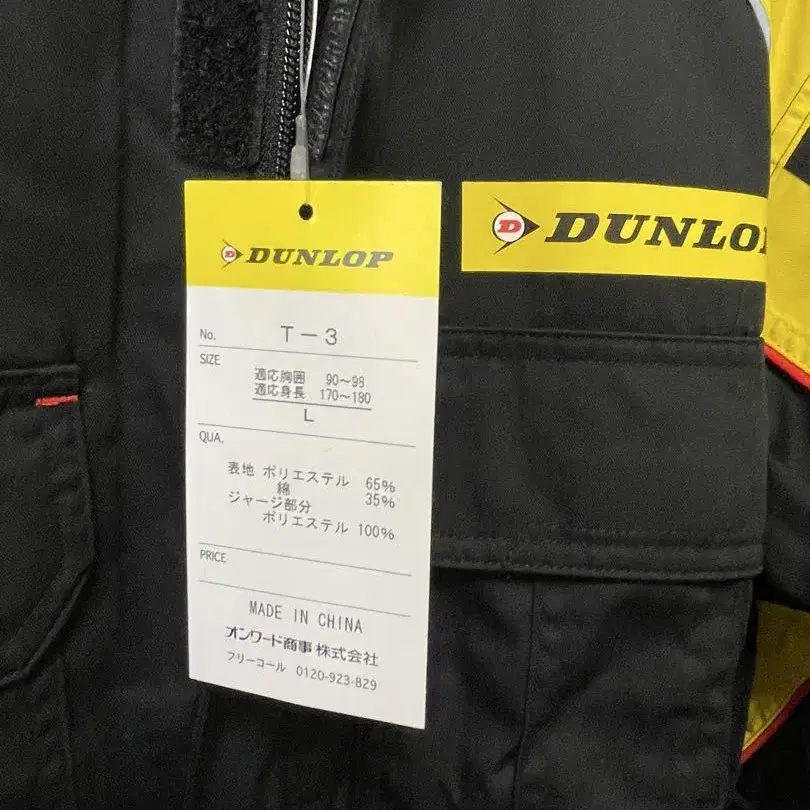 DUNLOP
No. T-3
SIZE
適応胸囲 90~98
適応身長 170~180
L
QUA.
表地 ポリエステル 65%
綿 35%
ジャージ部分
ポリエステル 100%
PRICE
MADE IN CHINA
オンワード商事株式会社
フリーコール 0120-923-829
D DUNLO